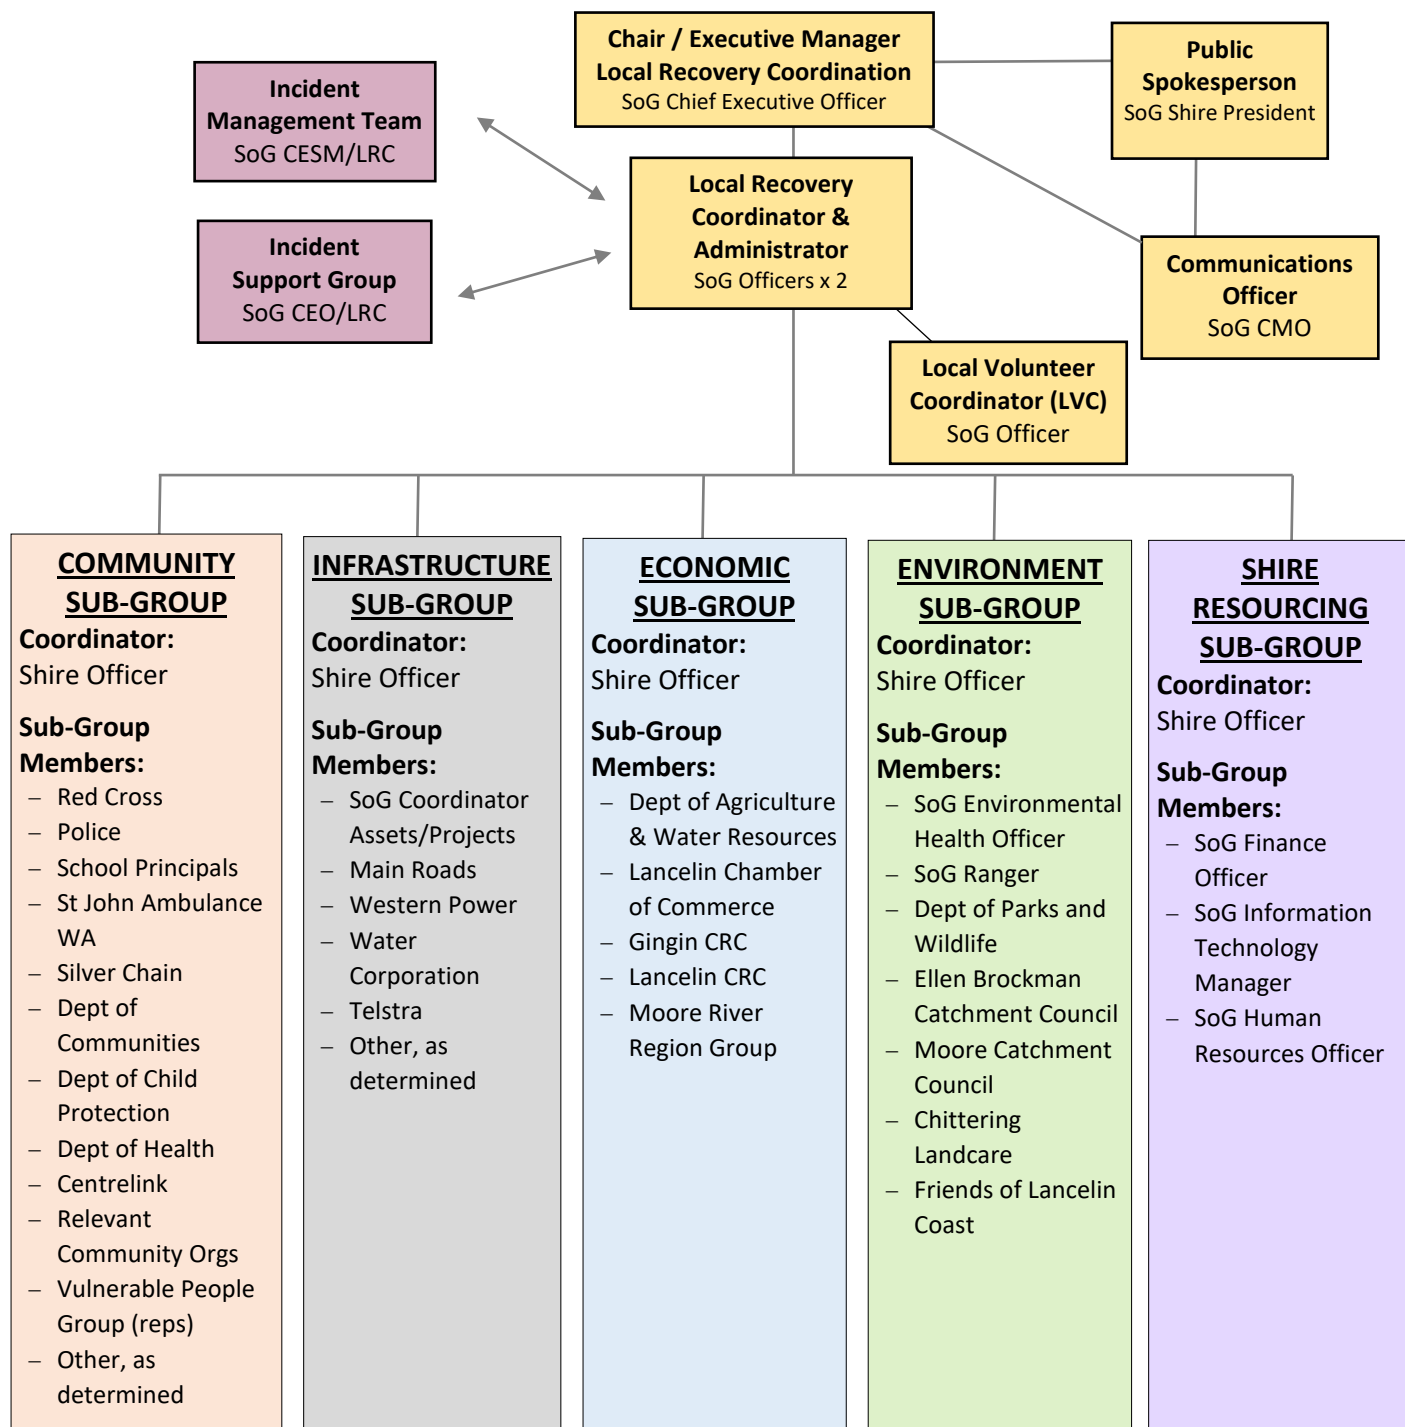 Chair / Executive Manager
Local Recovery Coordination
SoG Chief Executive Officer
Public
Spokesperson
SoG Shire President
Incident
Management Team
SoG CESM/LRC
Local Recovery
Coordinator &
Administrator
SoG Officers x 2
Incident
Support Group
SoG CEO/LRC
Communications
Officer
SoG CMO
Local Volunteer
Coordinator (LVC)
SoG Officer
COMMUNITY
SUB-GROUP
Coordinator:
Shire Officer
Sub-Group
Members:
– Red Cross
– Police
– School Principals
– St John Ambulance
WA
– Silver Chain
– Dept of
Communities
– Dept of Child
Protection
– Dept of Health
– Centrelink
– Relevant
Community Orgs
– Vulnerable People
Group (reps)
– Other, as
determined
INFRASTRUCTURE
SUB-GROUP
Coordinator:
Shire Officer
Sub-Group
Members:
– SoG Coordinator
Assets/Projects
– Main Roads
– Western Power
– Water
Corporation
– Telstra
– Other, as
determined
ECONOMIC
SUB-GROUP
Coordinator:
Shire Officer
Sub-Group
Members:
– Dept of Agriculture
& Water Resources
– Lancelin Chamber
of Commerce
– Gingin CRC
– Lancelin CRC
– Moore River
Region Group
ENVIRONMENT
SUB-GROUP
Coordinator:
Shire Officer
Sub-Group
Members:
– SoG Environmental
Health Officer
– SoG Ranger
– Dept of Parks and
Wildlife
– Ellen Brockman
Catchment Council
– Moore Catchment
Council
– Chittering
Landcare
– Friends of Lancelin
Coast
SHIRE
RESOURCING
SUB-GROUP
Coordinator:
Shire Officer
Sub-Group
Members:
– SoG Finance
Officer
– SoG Information
Technology
Manager
– SoG Human
Resources Officer